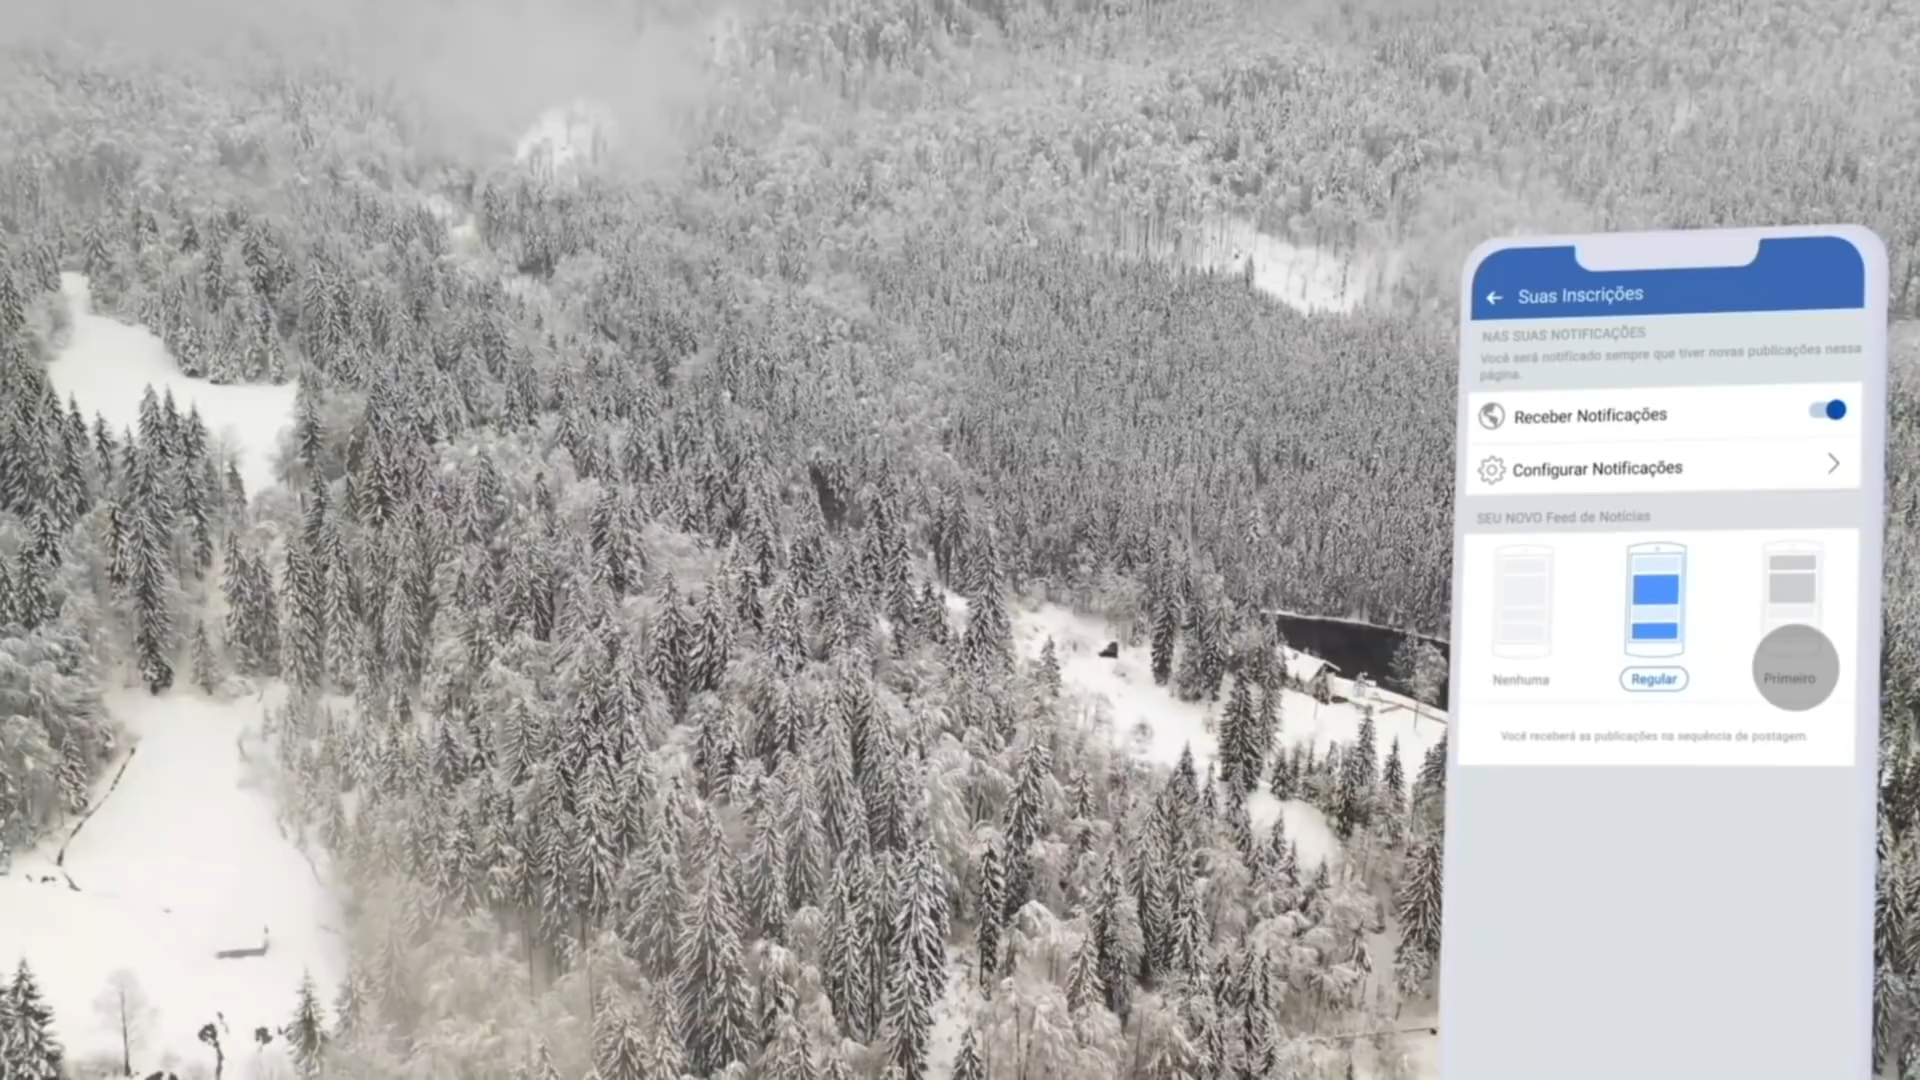 Suas Inscrições
NAS SUAS NOTIFICAÇÕES
Você será notificado sempre que tiver novas publicações nessa
página.
Receber Notificações
Configurar Notificações
SEU NOVO Feed de Notícias
Nenhuma
Regular
Primeiro
Você receberá as publicações na sequência de postagem.